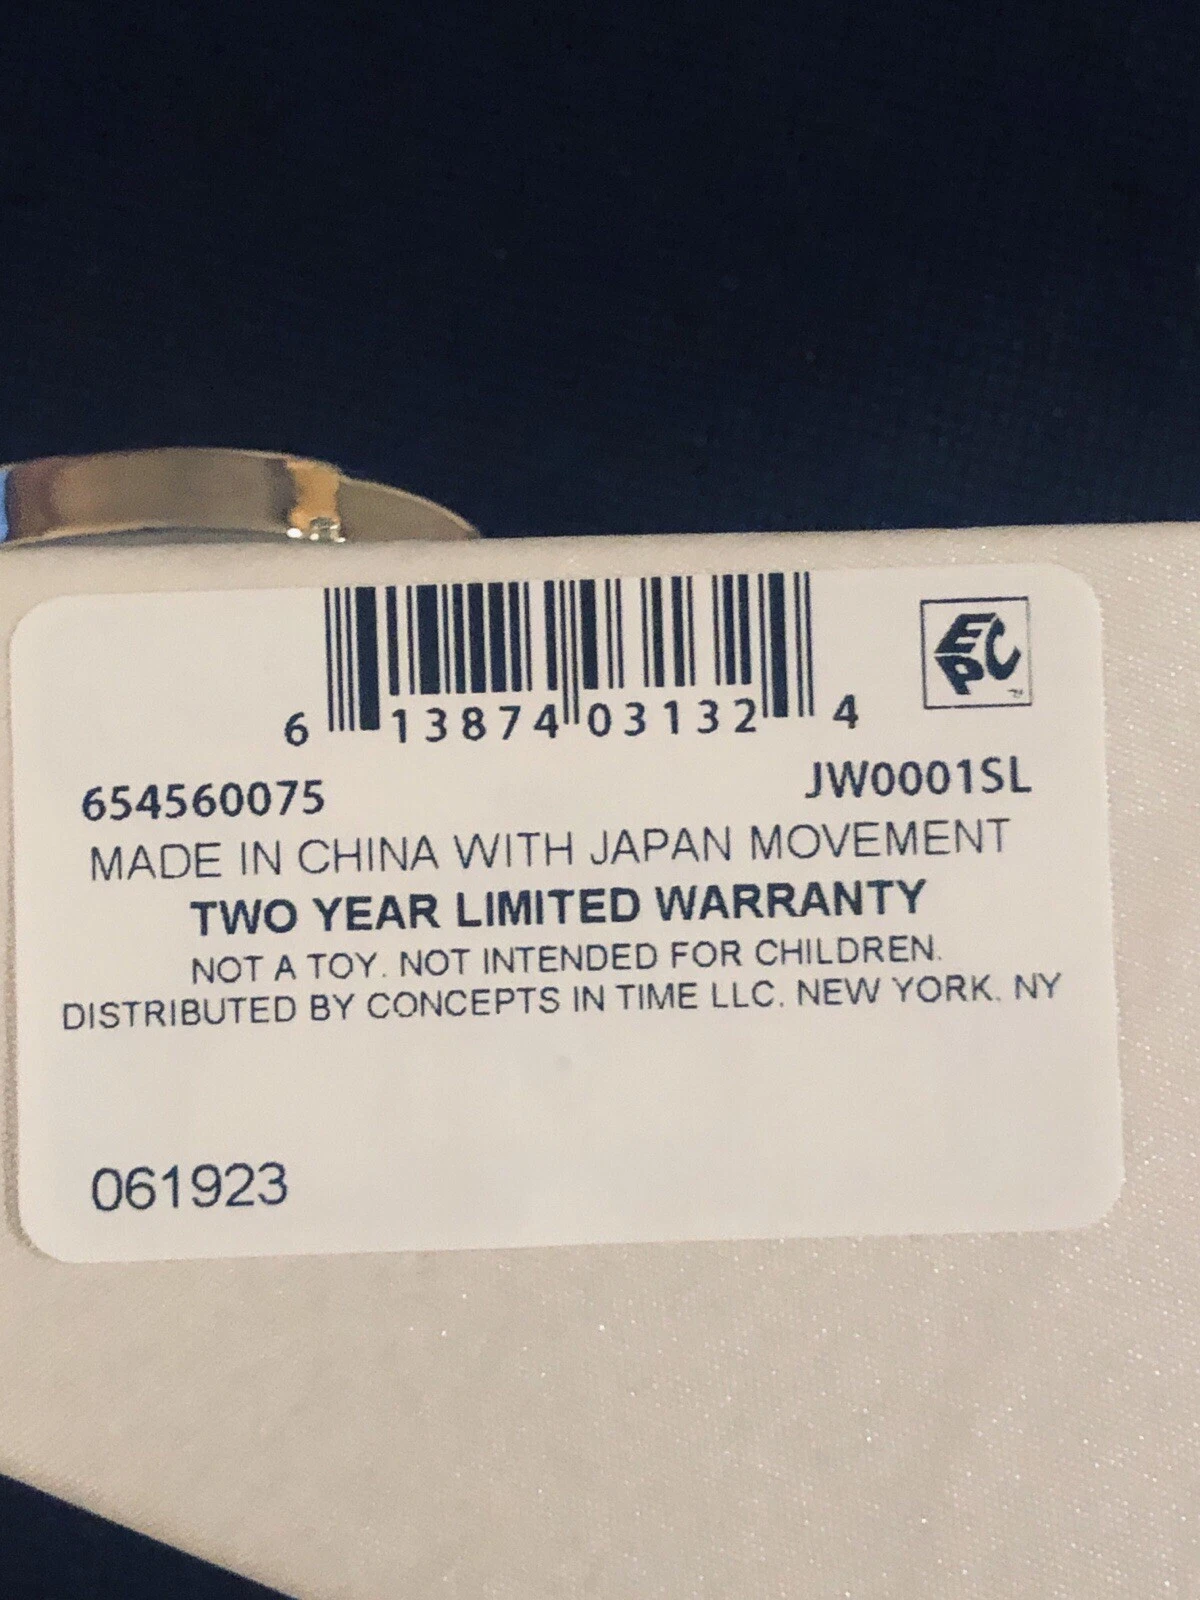 EPC™
6 13874 03132 4
654560075 JW0001SL
MADE IN CHINA WITH JAPAN MOVEMENT
TWO YEAR LIMITED WARRANTY
NOT A TOY. NOT INTENDED FOR CHILDREN.
DISTRIBUTED BY CONCEPTS IN TIME LLC. NEW YORK. NY
061923